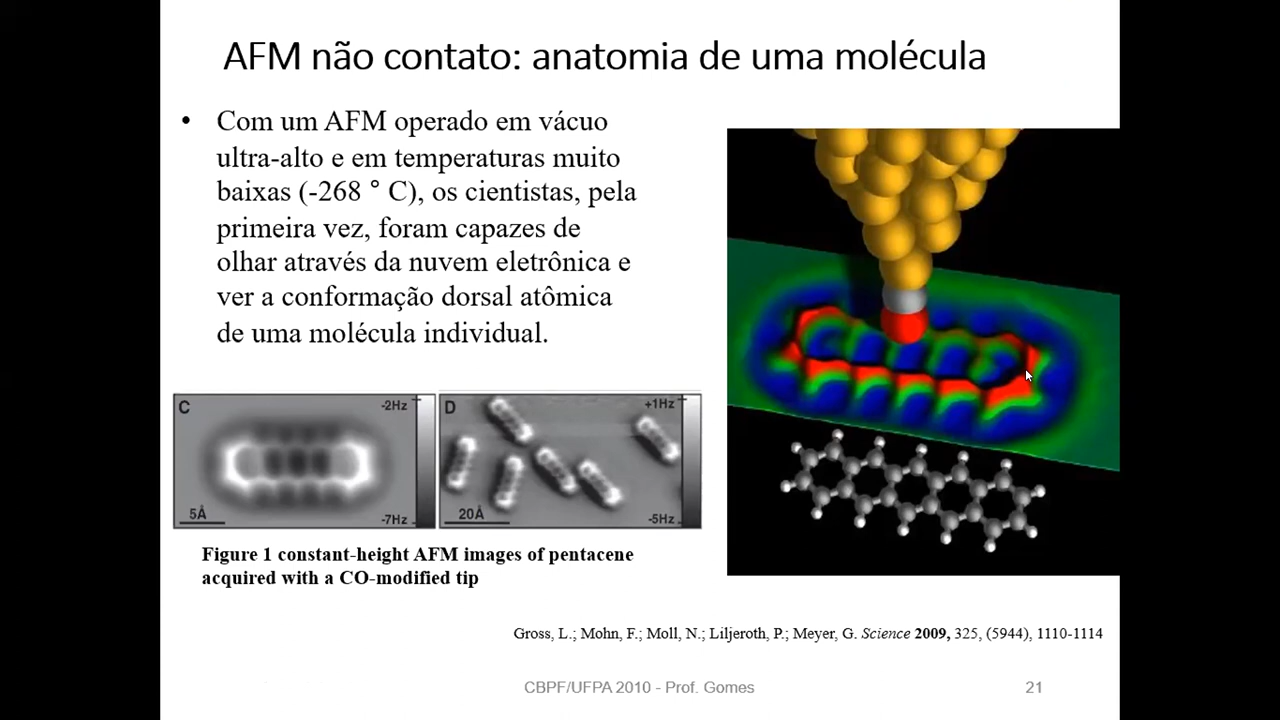 AFM não contato: anatomia de uma molécula
• Com um AFM operado em vácuo
ultra-alto e em temperaturas muito
baixas (-268 ° C), os cientistas, pela
primeira vez, foram capazes de
olhar através da nuvem eletrônica e
ver a conformação dorsal atômica
de uma molécula individual.
C
-2Hz
5Å
-7Hz
D
+1Hz
20Å
-5Hz
Figure 1 constant-height AFM images of pentacene
acquired with a CO-modified tip
Gross, L.; Mohn, F.; Moll, N.; Liljeroth, P.; Meyer, G. Science 2009, 325, (5944), 1110-1114
CBPF/UFPA 2010 - Prof. Gomes
21